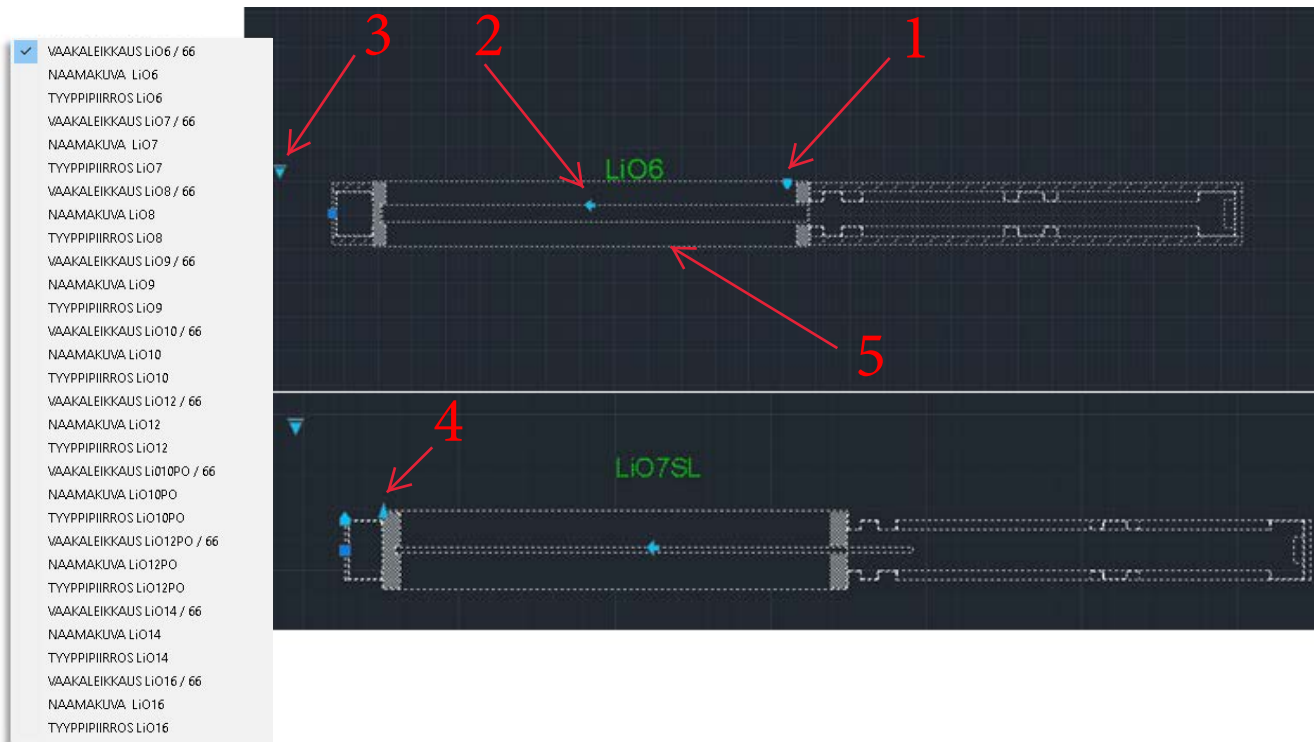 VAAKALEIKKAUS LiO6 / 66
NAAMAKUVA LiO6
TYYPPIPIIRROS LiO6
VAAKALEIKKAUS LiO7 / 66
NAAMAKUVA LiO7
TYYPPIPIIRROS LiO7
VAAKALEIKKAUS LiO8 / 66
NAAMAKUVA LiO8
TYYPPIPIIRROS LiO8
VAAKALEIKKAUS LiO9 / 66
NAAMAKUVA LiO9
TYYPPIPIIRROS LiO9
VAAKALEIKKAUS LiO10 / 66
NAAMAKUVA LiO10
TYYPPIPIIRROS LiO10
VAAKALEIKKAUS LiO12 / 66
NAAMAKUVA LiO12
TYYPPIPIIRROS LiO12
VAAKALEIKKAUS Li010PO / 66
NAAMAKUVA LiO10PO
TYYPPIPIIRROS LiO10PO
VAAKALEIKKAUS LiO12PO / 66
NAAMAKUVA LiO12PO
TYYPPIPIIRROS LiO12PO
VAAKALEIKKAUS LiO14 / 66
NAAMAKUVA LiO14
TYYPPIPIIRROS LiO14
VAAKALEIKKAUS LiO16 / 66
NAAMAKUVA LiO16
TYYPPIPIIRROS LiO16
3
2
1
LiO6
5
4
LiO7SL